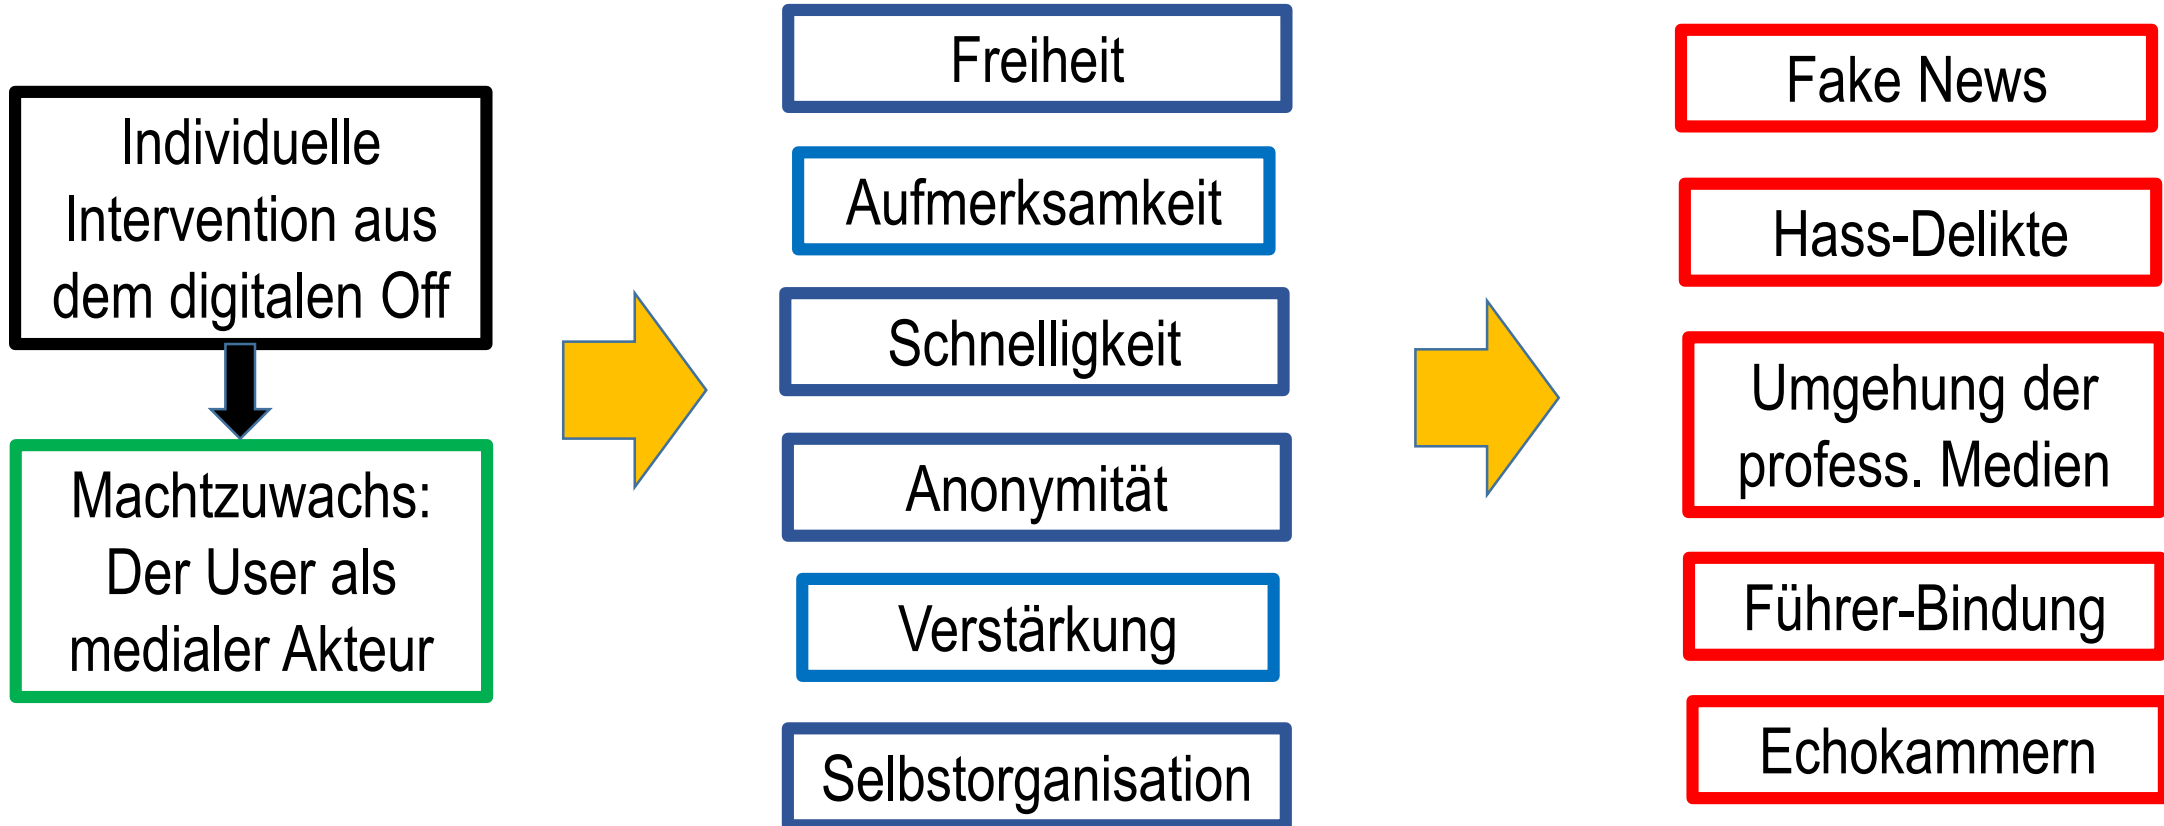 Individuelle
Intervention aus
dem digitalen Off
Machtzuwachs:
Der User als
medialer Akteur
Freiheit
Aufmerksamkeit
Schnelligkeit
Anonymität
Verstärkung
Selbstorganisation
Fake News
Hass-Delikte
Umgehung der
profess. Medien
Führer-Bindung
Echokammern